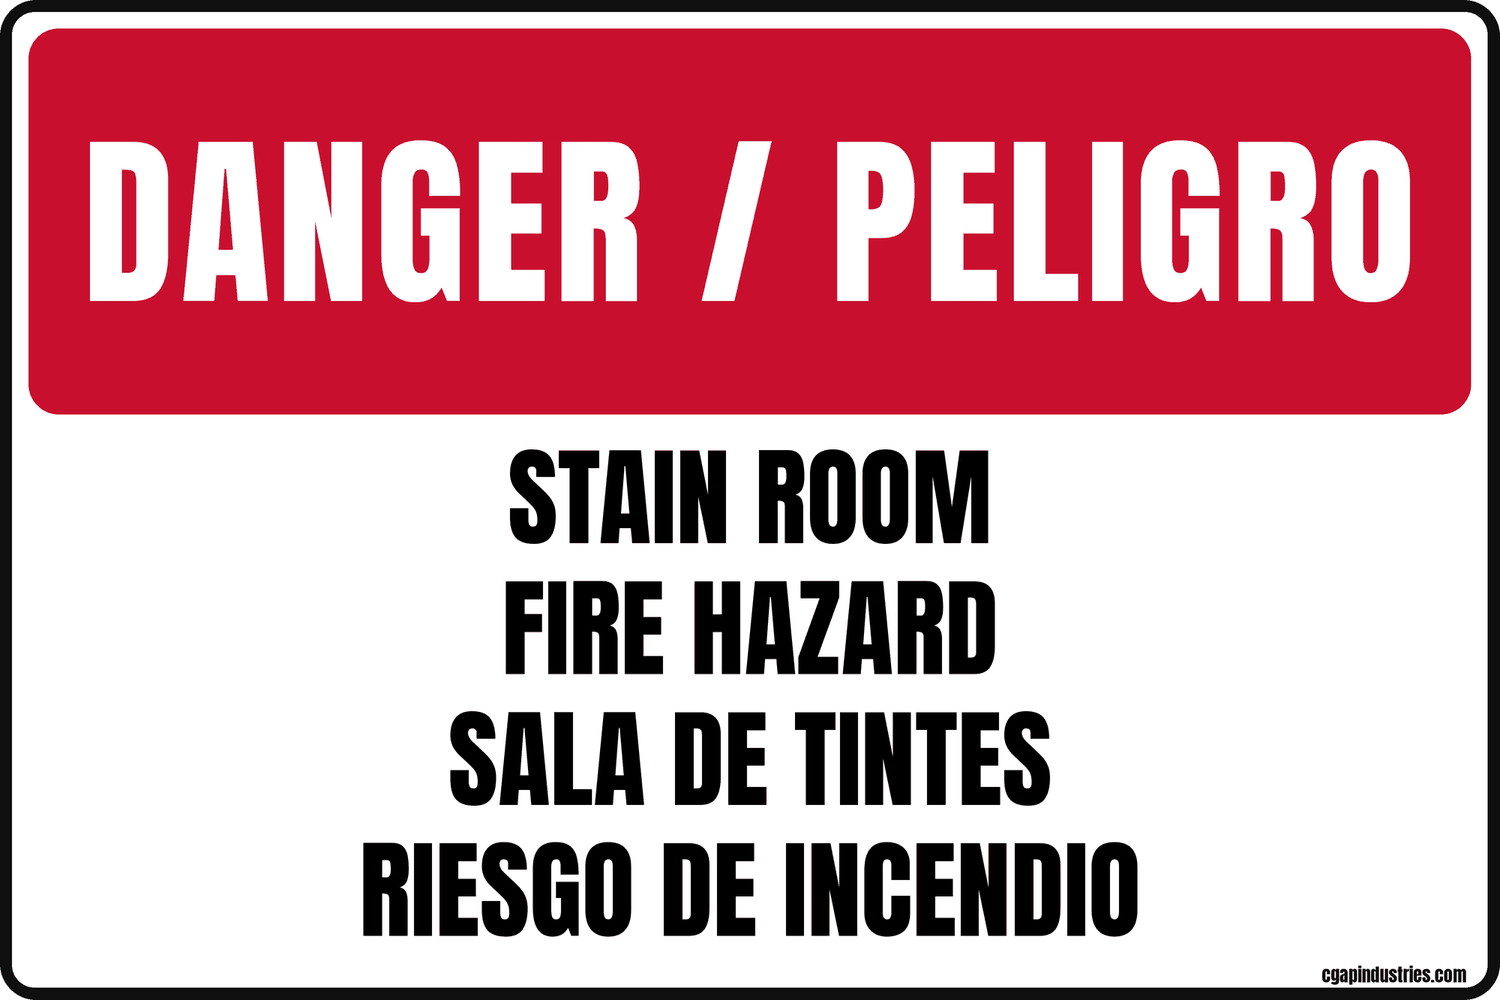 DANGER / PELIGRO
STAIN ROOM
FIRE HAZARD
SALA DE TINTES
RIESGO DE INCENDIO
cgapindustries.com